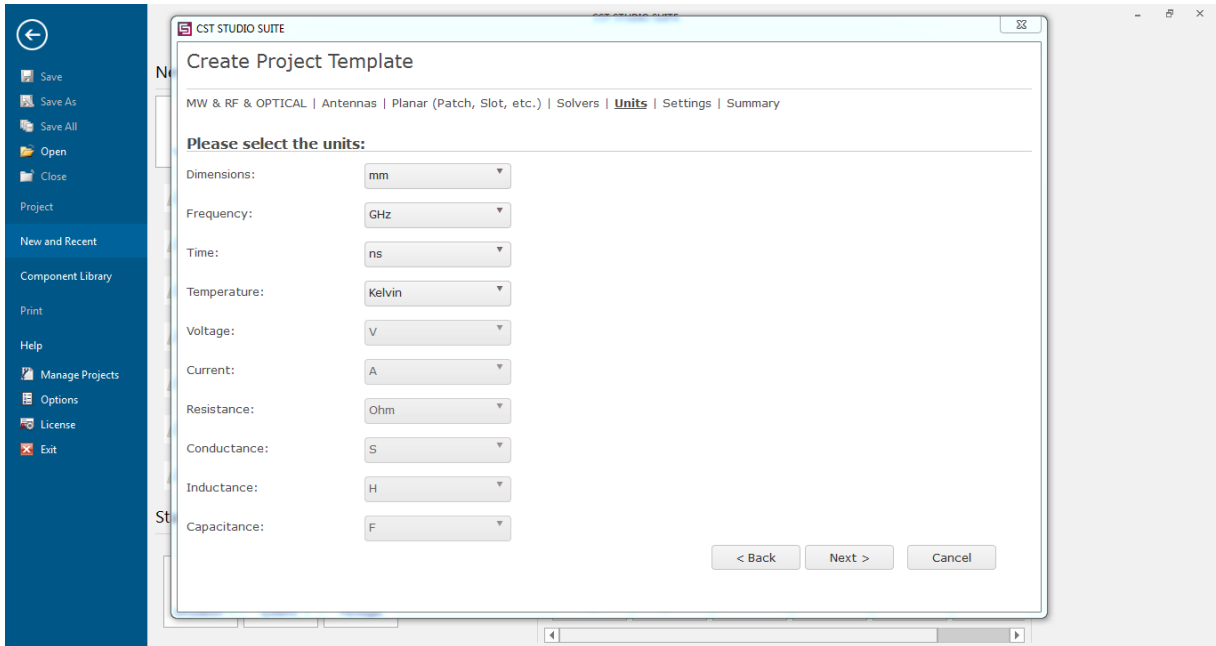 CST STUDIO SUITE
Create Project Template
MW & RF & OPTICAL | Antennas | Planar (Patch, Slot, etc.) | Solvers | Units | Settings | Summary
Please select the units:
Dimensions: mm
Frequency: GHz
Time: ns
Temperature: Kelvin
Voltage: V
Current: A
Resistance: Ohm
Conductance: S
Inductance: H
Capacitance: F
< Back Next > Cancel
Save
Save As
Save All
Open
Close
Project
New and Recent
Component Library
Print
Help
Manage Projects
Options
License
Exit